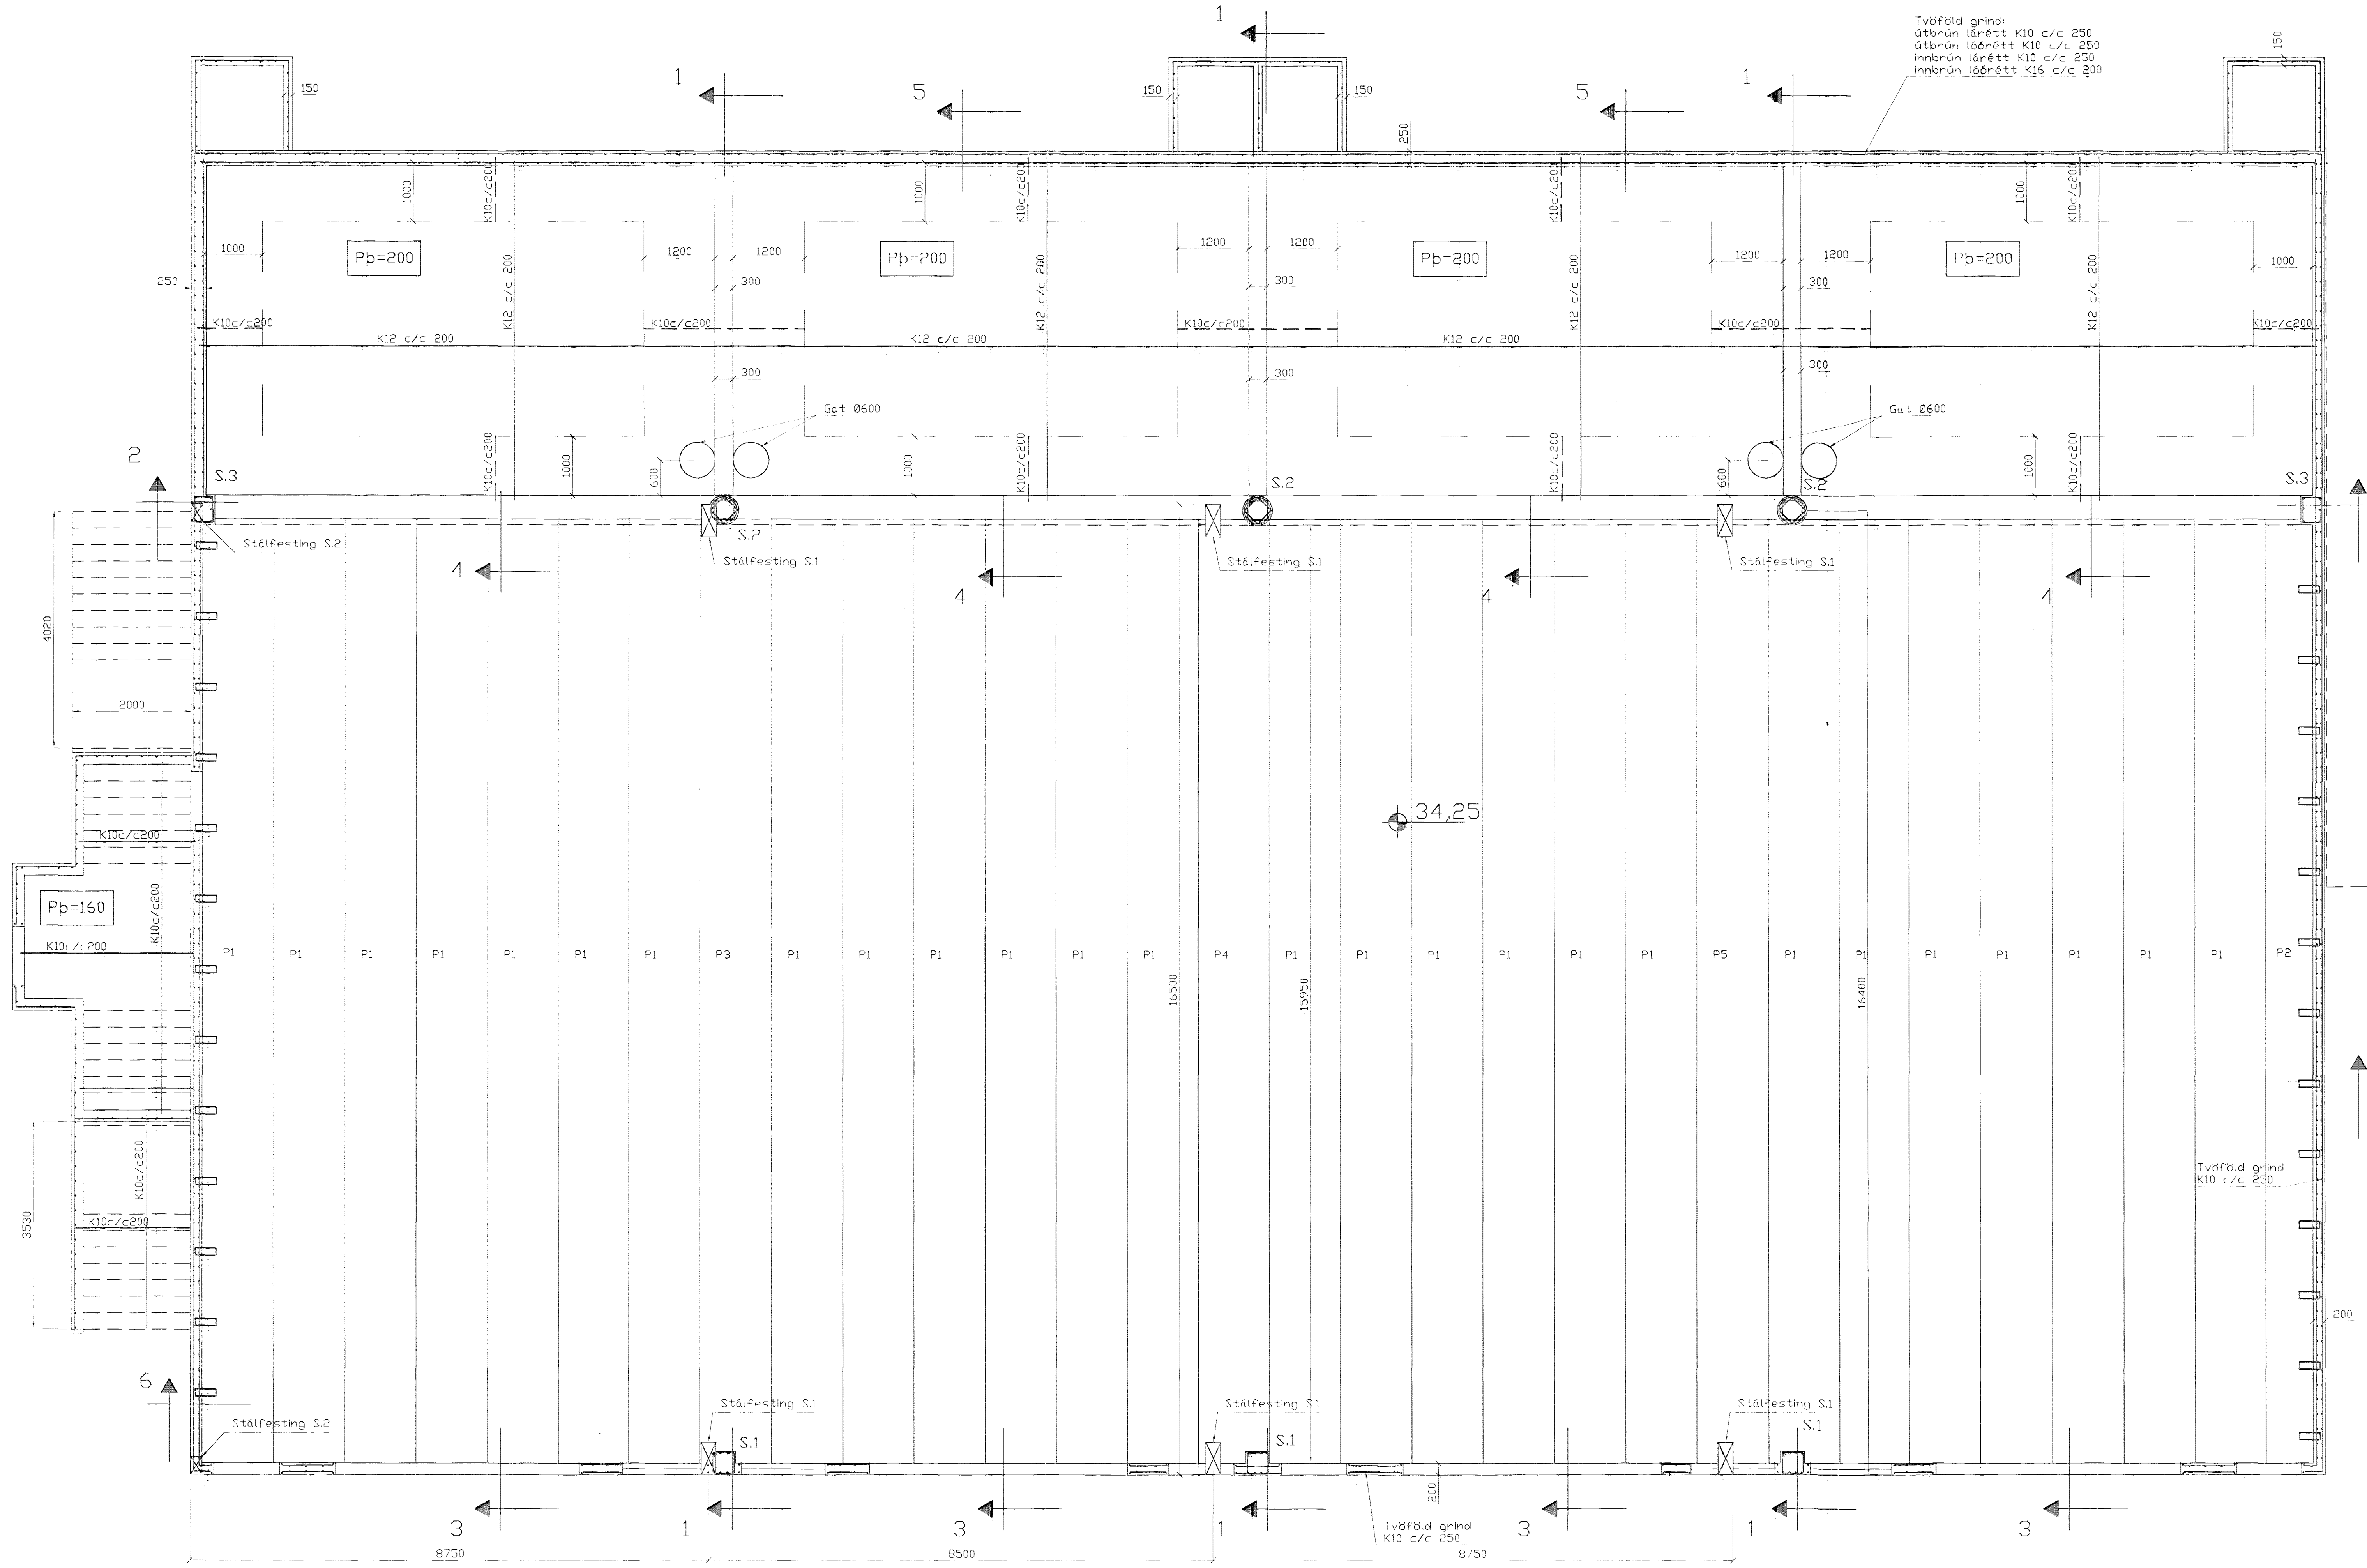 1
Tvöföld grind:
útbrún lárétt K10 c/c 250
útbrún lóðrétt K10 c/c 250
innbrún lárétt K10 c/c 250
innbrún lóðrétt K16 c/c 200
150
1
5
5
1
150
150
150
250
1000
K10c/c200
1000
K10c/c200
K10c/c200
1000
K10c/c200
1000
Pþ=200
1200
1200
Pþ=200
1200
1200
Pþ=200
1200
1200
Pþ=200
1000
250
300
300
300
K12 c/c 200
K12 c/c 200
K12 c/c 200
K12 c/c 200
K10c/c200
K10c/c200
K10c/c200
K10c/c200
K10c/c200
K12 c/c 200
K12 c/c 200
K12 c/c 200
300
300
300
Gat Ø600
Gat Ø600
2
S.3
K10c/c200
1000
600
1000
K10c/c200
K10c/c200
600
1000
K10c/c200
S.3
S.2
S.2
S.2
Stálfesting S.2
Stálfesting S.1
Stálfesting S.1
Stálfesting S.1
4
4
4
4
4020
2000
34,25
K10c/c200
K10c/c200
Pþ=160
K10c/c200
P1
P1
P1
P1
P1
P1
P1
P3
P1
P1
P1
P1
P1
P1
P4
P1
P1
P1
P1
P1
P1
P5
P1
P1
P1
P1
P1
P1
P1
P2
16500
15950
16400
K10c/c200
K10c/c200
3530
Tvöföld grind
K10 c/c 250
200
6
Stálfesting S.2
Stálfesting S.1
Stálfesting S.1
Stálfesting S.1
S.1
S.1
S.1
200
3
1
3
1
3
1
3
Tvöföld grind
K10 c/c 250
8750
8500
8750